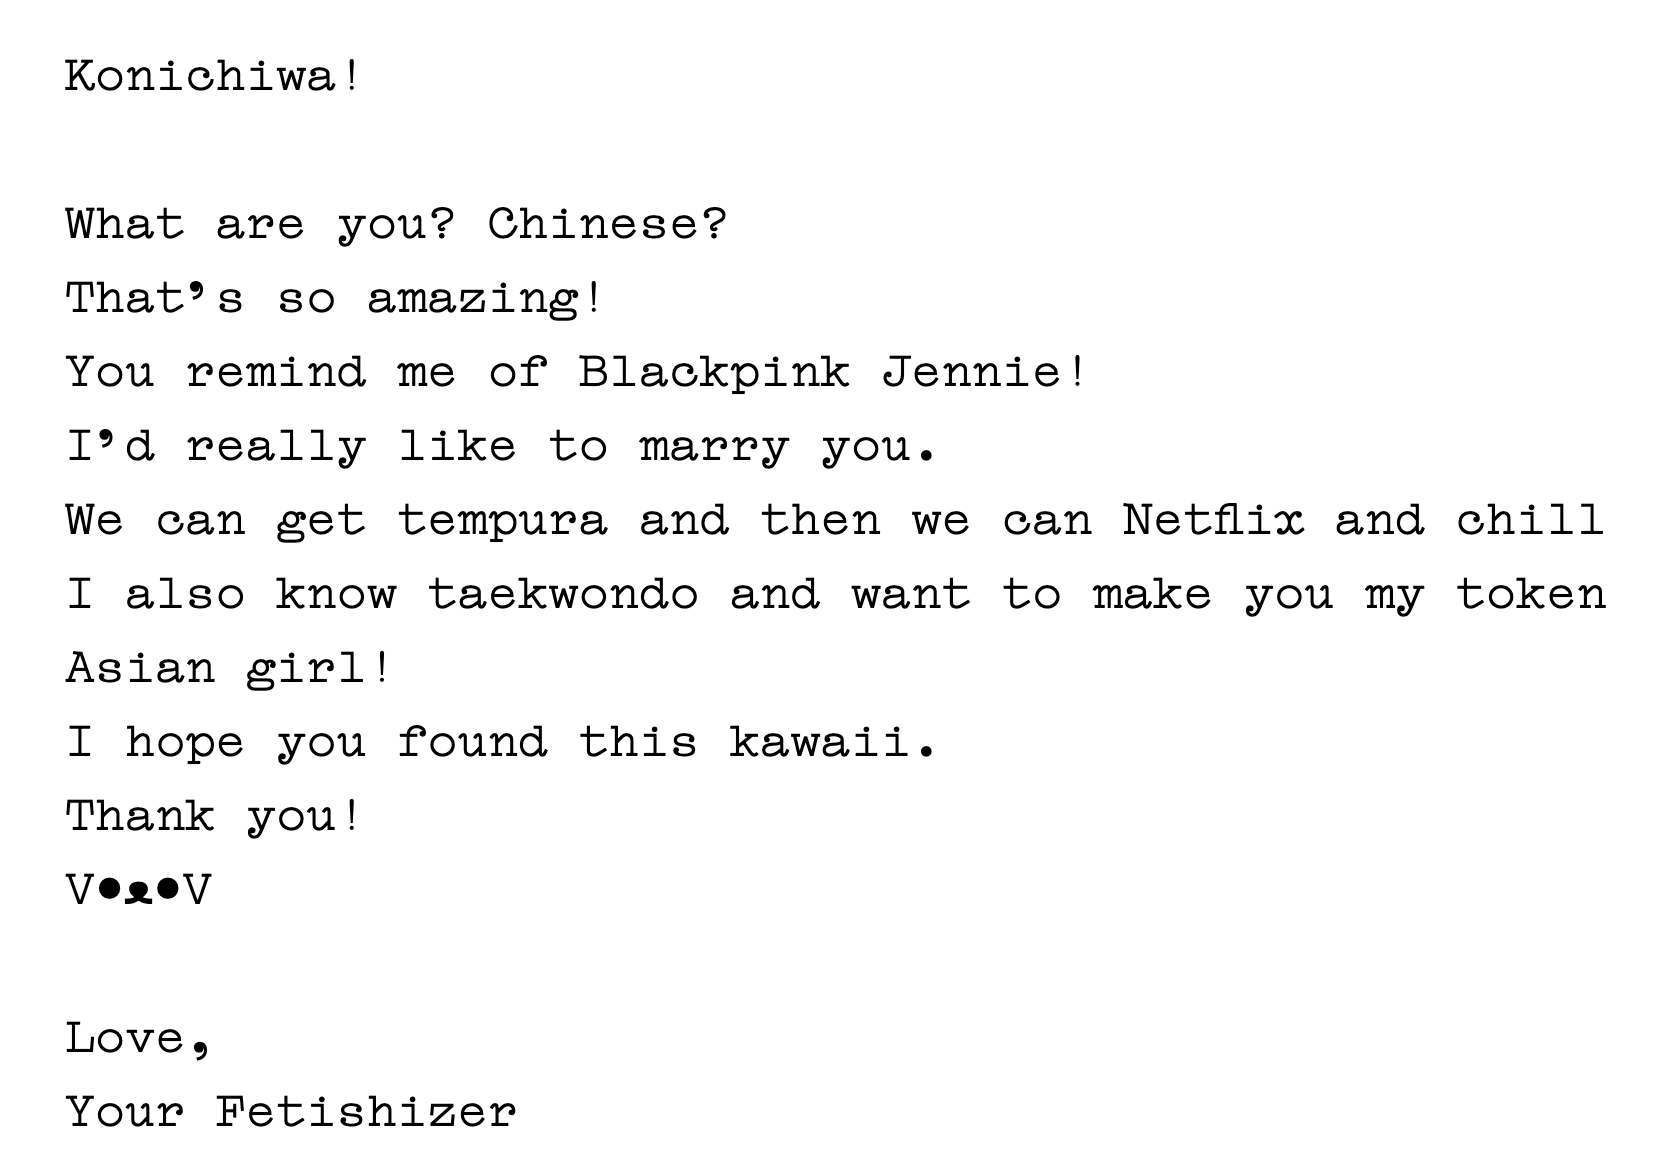 Konichiwa!
What are you? Chinese?
That’s so amazing!
You remind me of Blackpink Jennie!
I’d really like to marry you.
We can get tempura and then we can Netflix and chill
I also know taekwondo and want to make you my token
Asian girl!
I hope you found this kawaii.
Thank you!
V●ᴥ●V
Love,
Your Fetishizer